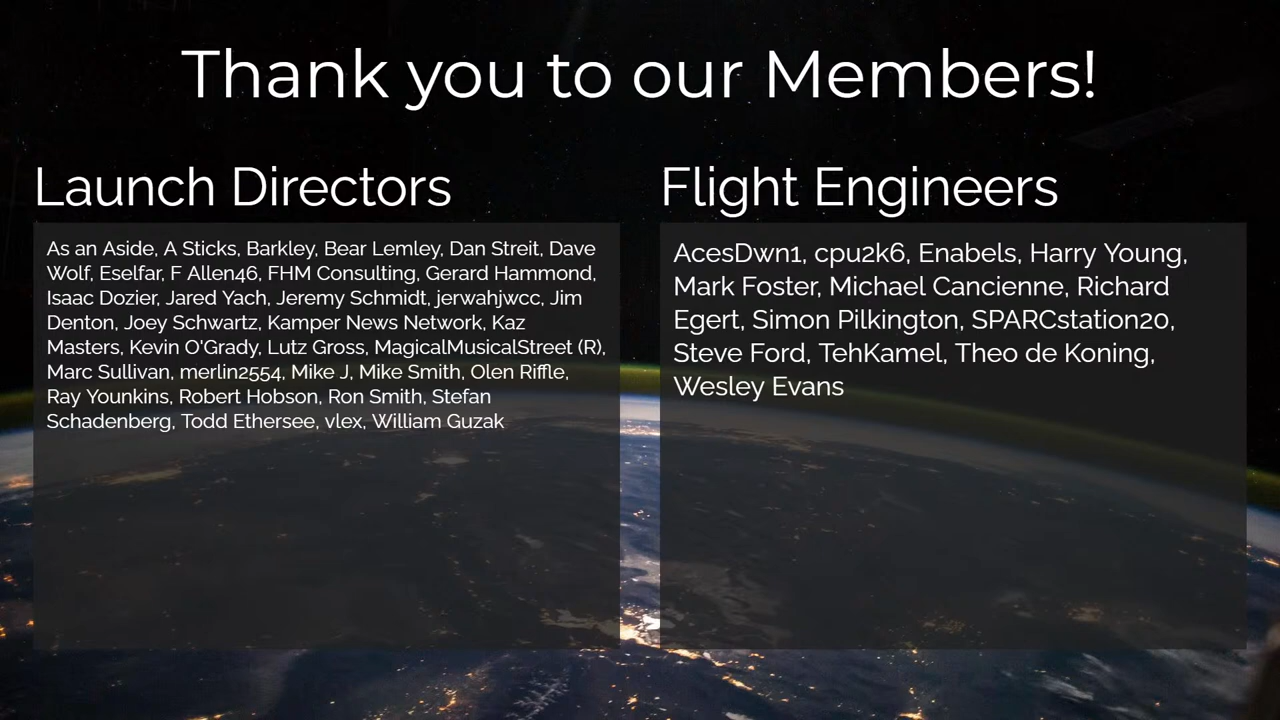 Thank you to our Members!
Launch Directors
As an Aside, A Sticks, Barkley, Bear Lemley, Dan Streit, Dave
Wolf, Eselfar, F Allen46, FHM Consulting, Gerard Hammond,
Isaac Dozier, Jared Yach, Jeremy Schmidt, jerwahjwcc, Jim
Denton, Joey Schwartz, Kamper News Network, Kaz
Masters, Kevin O'Grady, Lutz Gross, MagicalMusicalStreet (R),
Marc Sullivan, merlin2554, Mike J, Mike Smith, Olen Riffle,
Ray Younkins, Robert Hobson, Ron Smith, Stefan
Schadenberg, Todd Ethersee, vlex, William Guzak
Flight Engineers
AcesDwn1, cpu2k6, Enabels, Harry Young,
Mark Foster, Michael Cancienne, Richard
Egert, Simon Pilkington, SPARCstation20,
Steve Ford, TehKamel, Theo de Koning,
Wesley Evans